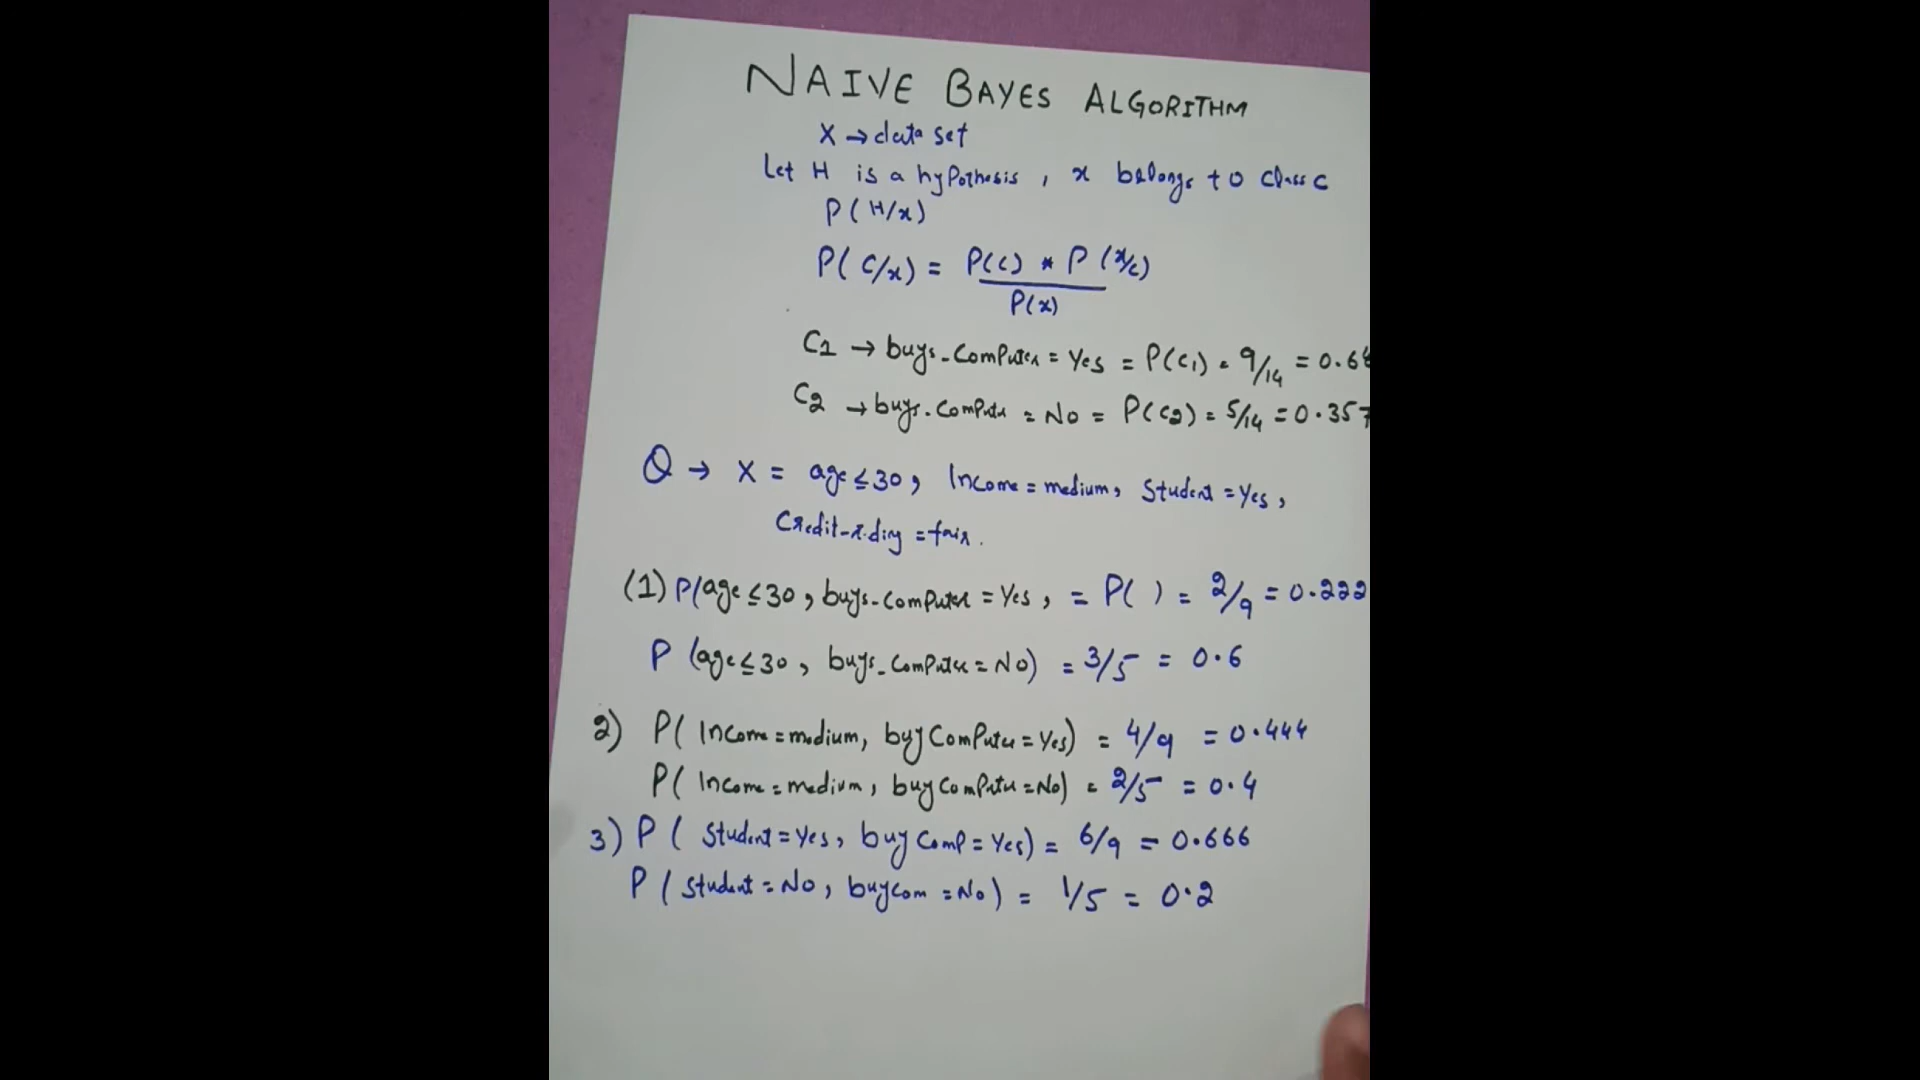 NAIVE BAYES ALGORITHM
X → data set
Let H is a hypothesis, x belongs to class C
P(H/x)
P(C/x) = P(C) * P(x/c)
P(x)
C1 → buys_Computer = Yes = P(C1) = 9/14 = 0.64
C2 → buys_Computer = No = P(C2) = 5/14 = 0.357
Q → X = age ≤ 30, Income = medium, Student = Yes,
Credit- = fair.
(1) P(age ≤ 30, buys_Computer = Yes, = P( ) = 2/9 = 0.222
P (age ≤ 30, buys_Computer = No) = 3/5 = 0.6
2) P( Income = medium, buy Computer = Yes) = 4/9 = 0.444
P( Income = medium, buy Computer = No) = 2/5 = 0.4
3) P( Student = Yes, buy Comp = Yes) = 6/9 = 0.666
P( Student = No, buy Com = No) = 1/5 = 0.2